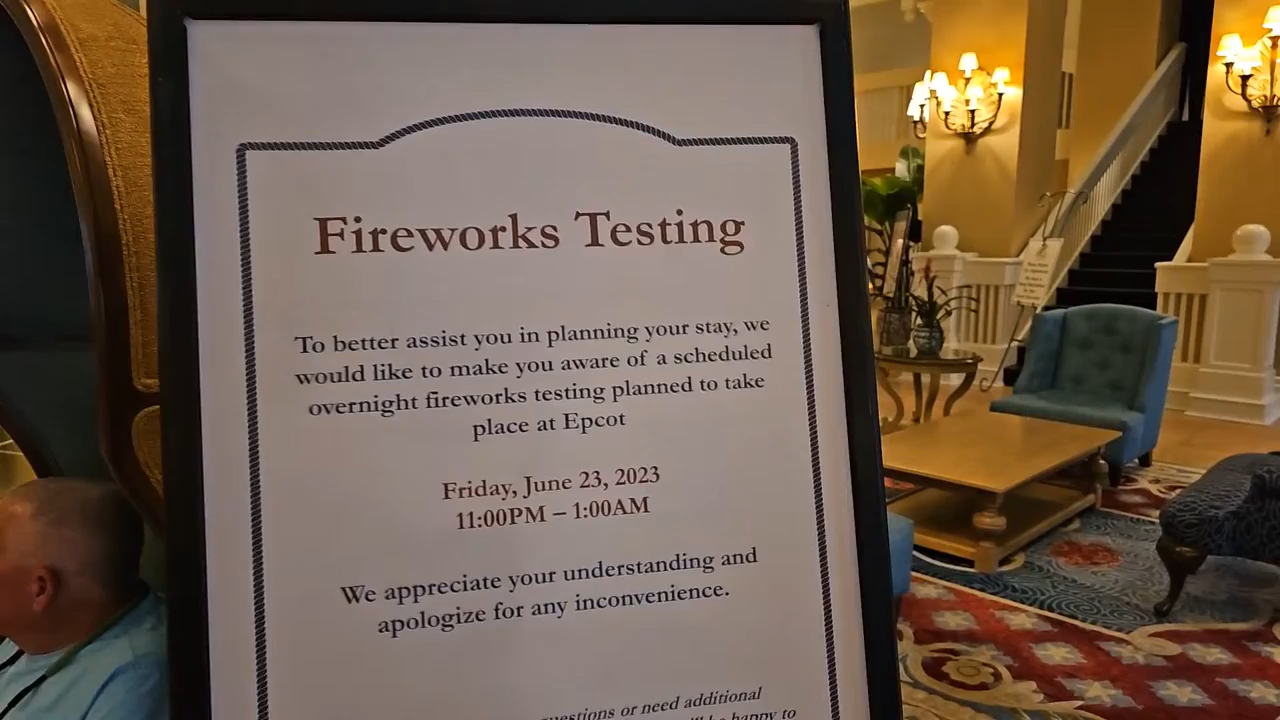 Fireworks Testing
To better assist you in planning your stay, we
would like to make you aware of a scheduled
overnight fireworks testing planned to take
place at Epcot
Friday, June 23, 2023
11:00PM – 1:00AM
We appreciate your understanding and
apologize for any inconvenience.
or need additional
happy to